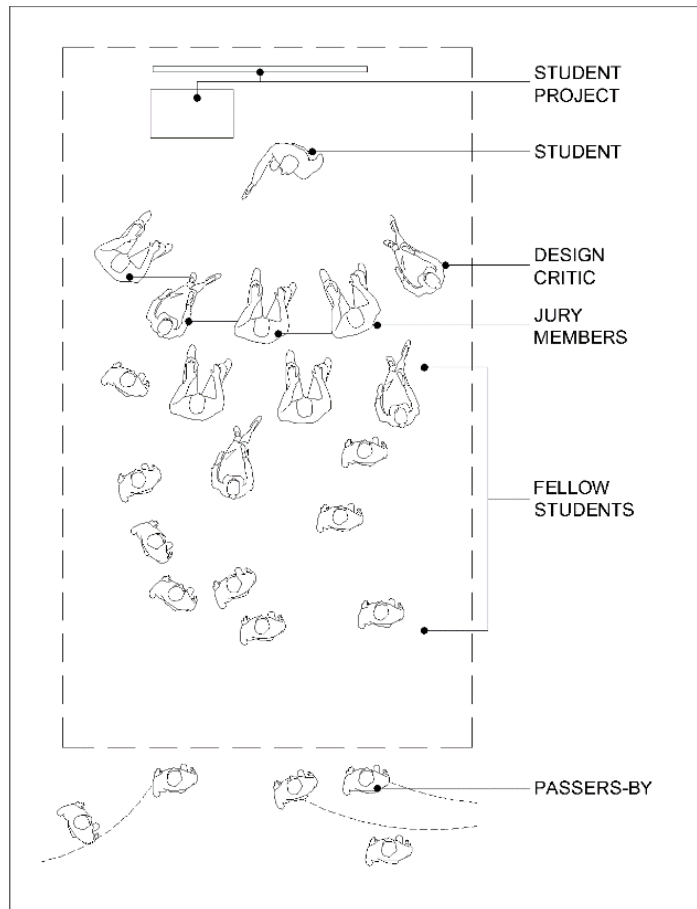 STUDENT
PROJECT
STUDENT
DESIGN
CRITIC
JURY
MEMBERS
FELLOW
STUDENTS
PASSERS-BY